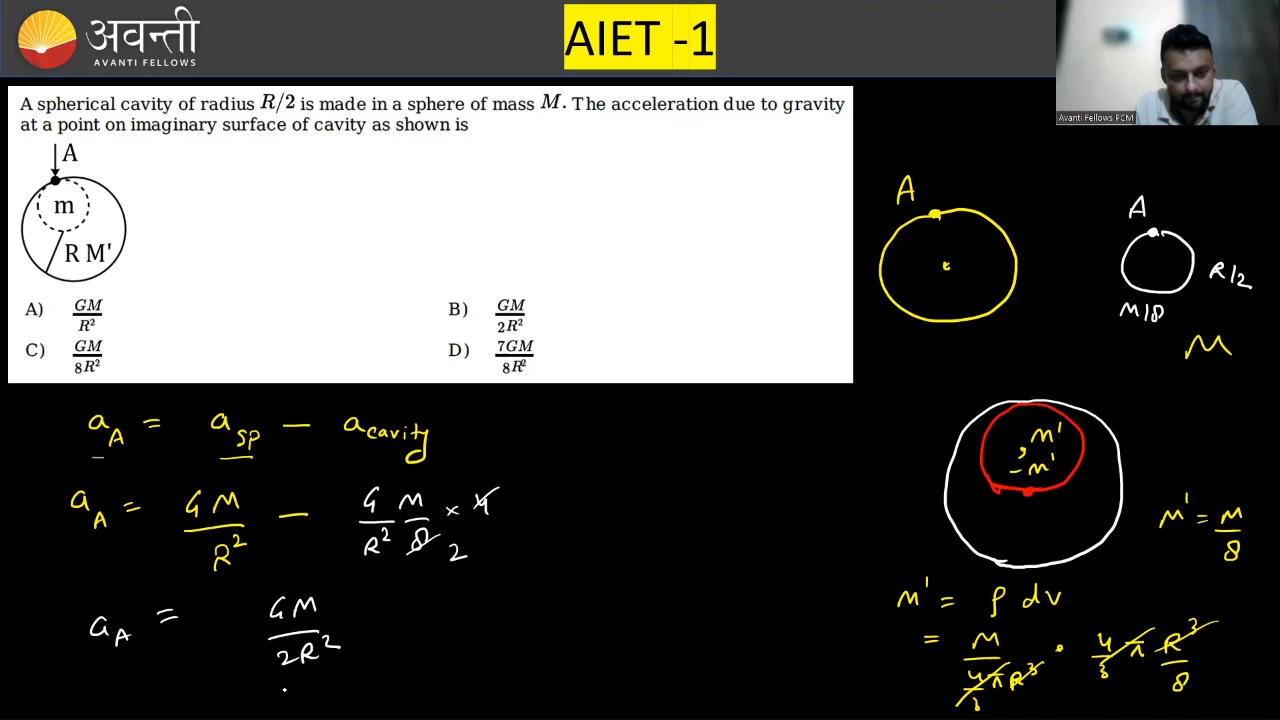 अवन्ती
AVANTI FELLOWS
AIET -1
Avanti Fellows PCM
A spherical cavity of radius R/2 is made in a sphere of mass M. The acceleration due to gravity
at a point on imaginary surface of cavity as shown is
A
m
R M'
A) GM/R²
B) GM/2R²
C) GM/8R²
D) 7GM/8R²
A
A
R/2
M/8
M
a_A = a_SP − a_cavity
a_A = GM/R² − G/R² M/8 × 4
2
a_A = GM/2R²
M'
−M'
M' = M/8
M' = ρ dv
= M/(4/3 π R³) · 4/3 π R³/8